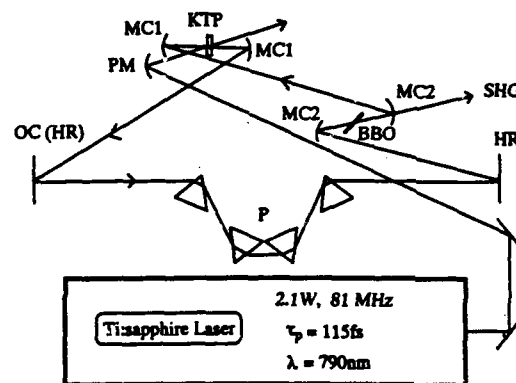 KTP
MC1
MC1
PM
MC2
SHG
MC2
BBO
OC (HR)
HR
P
2.1W, 81 MHz
Ti:sapphire Laser
τp = 115fs
λ = 790nm